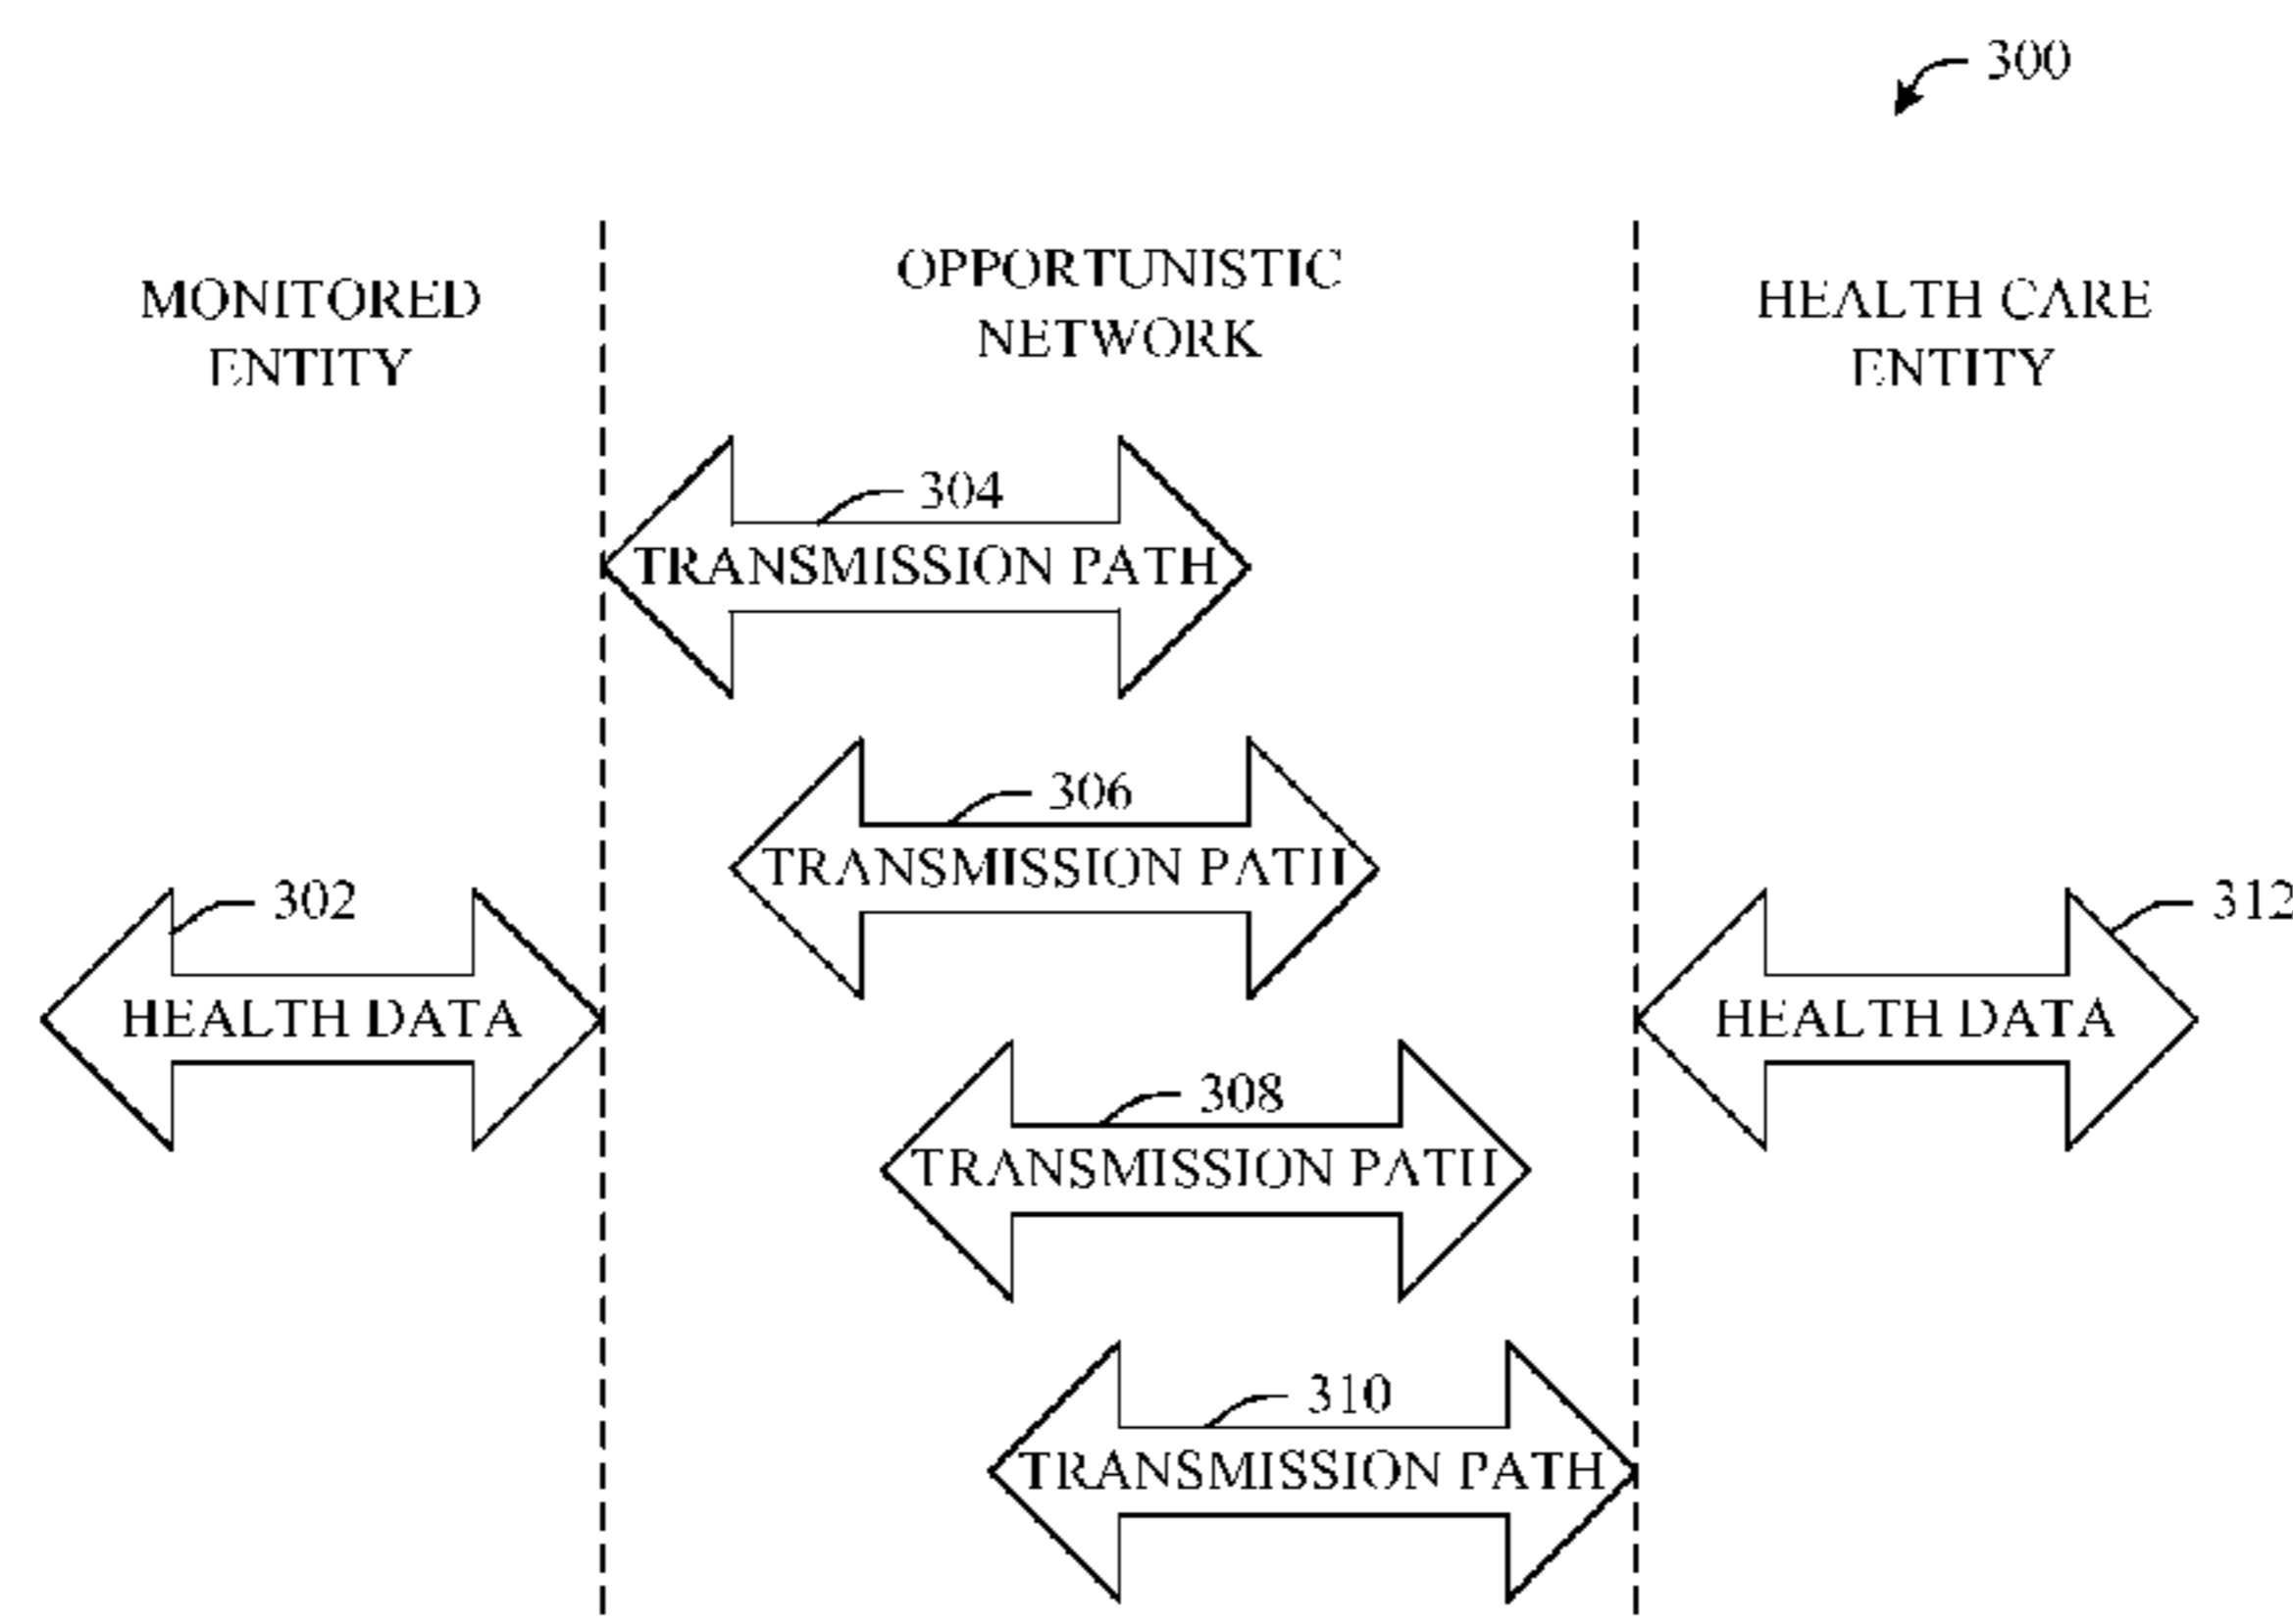 300
MONITORED
ENTITY
OPPORTUNISTIC
NETWORK
HEALTH CARE
ENTITY
304
TRANSMISSION PATH
306
TRANSMISSION PATH
302
HEALTH DATA
312
HEALTH DATA
308
TRANSMISSION PATH
310
TRANSMISSION PATH